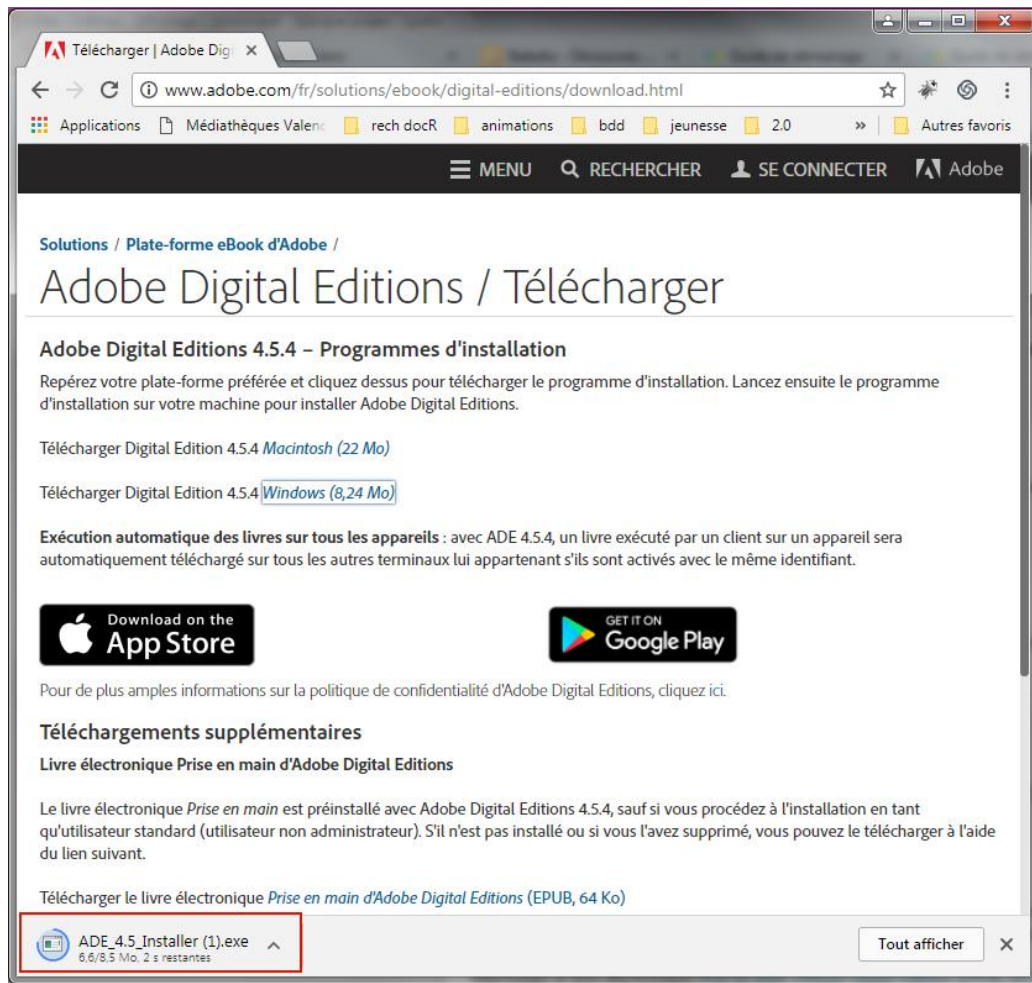 Télécharger | Adobe Dig
www.adobe.com/fr/solutions/ebook/digital-editions/download.html
Applications Médiathèques Valenc rech docR animations bdd jeunesse 2.0 » Autres favoris
MENU RECHERCHER SE CONNECTER Adobe
Solutions / Plate-forme eBook d'Adobe /
Adobe Digital Editions / Télécharger
Adobe Digital Editions 4.5.4 – Programmes d'installation
Repérez votre plate-forme préférée et cliquez dessus pour télécharger le programme d'installation. Lancez ensuite le programme
d'installation sur votre machine pour installer Adobe Digital Editions.
Télécharger Digital Edition 4.5.4 Macintosh (22 Mo)
Télécharger Digital Edition 4.5.4 Windows (8,24 Mo)
Exécution automatique des livres sur tous les appareils : avec ADE 4.5.4, un livre exécuté par un client sur un appareil sera
automatiquement téléchargé sur tous les autres terminaux lui appartenant s'ils sont activés avec le même identifiant.
Download on the
App Store
GET IT ON
Google Play
Pour de plus amples informations sur la politique de confidentialité d'Adobe Digital Editions, cliquez ici.
Téléchargements supplémentaires
Livre électronique Prise en main d'Adobe Digital Editions
Le livre électronique Prise en main est préinstallé avec Adobe Digital Editions 4.5.4, sauf si vous procédez à l'installation en tant
qu'utilisateur standard (utilisateur non administrateur). S'il n'est pas installé ou si vous l'avez supprimé, vous pouvez le télécharger à l'aide
du lien suivant.
Télécharger le livre électronique Prise en main d'Adobe Digital Editions (EPUB, 64 Ko)
ADE_4.5_Installer (1).exe
6,6/8,5 Mo, 2 s restantes
Tout afficher